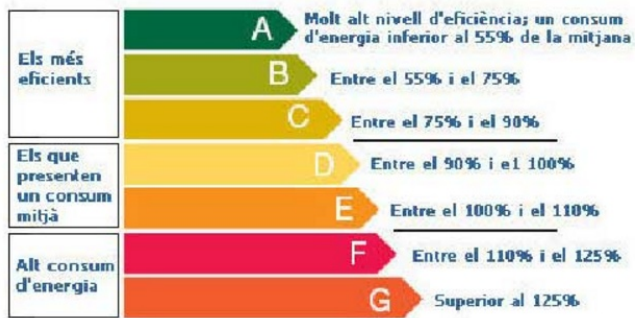 Els més
eficients
A
Molt alt nivell d'eficiència; un consum
d'energia inferior al 55% de la mitjana
B
Entre el 55% i el 75%
C
Entre el 75% i el 90%
Els que
presenten
un consum
mitjà
D
Entre el 90% i e1 100%
E
Entre el 100% i el 110%
Alt consum
d'energia
F
Entre el 110% i el 125%
G
Superior al 125%